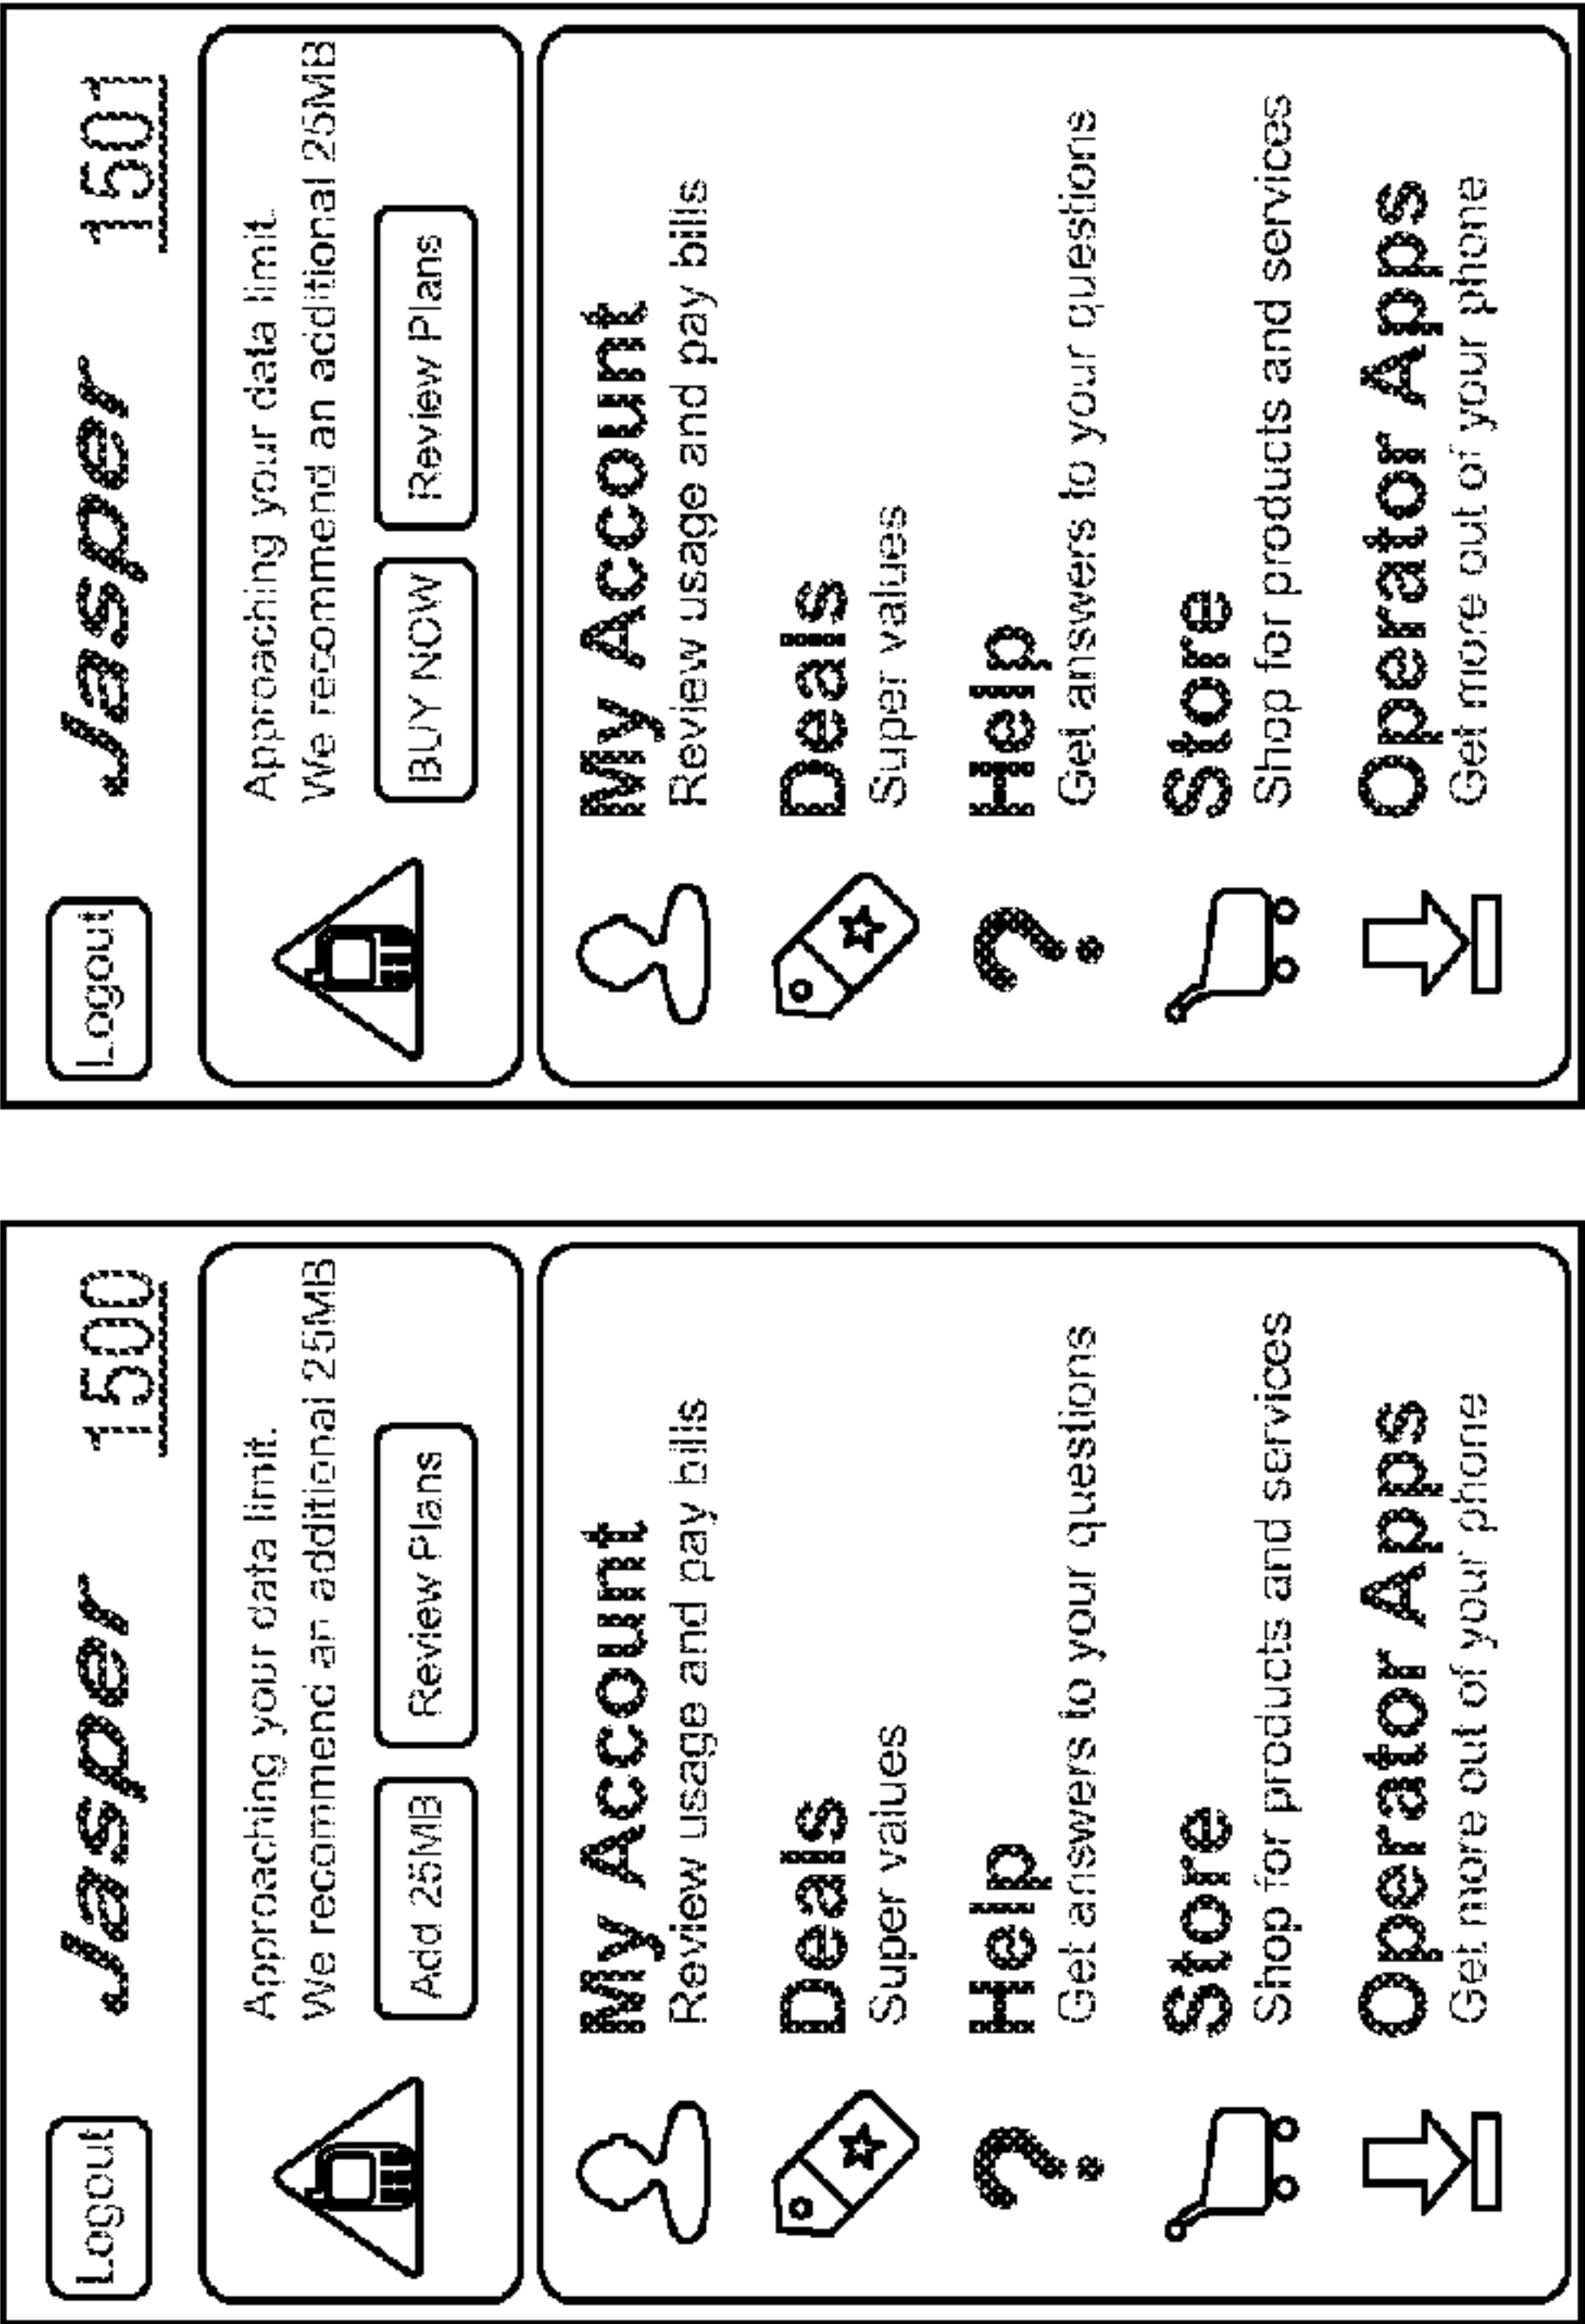 Logout
Jasper
1500
Approaching your data limit.
We recommend an additional 25MB
Add 25MB
Review Plans
My Account
Review usage and pay bills
Deals
Super values
Help
Get answers to your questions
Store
Shop for products and services
Operator Apps
Get more out of your phone
Logout
Jasper
1501
Approaching your data limit.
We recommend an additional 25MB
BUY NOW
Review Plans
My Account
Review usage and pay bills
Deals
Super values
Help
Get answers to your questions
Store
Shop for products and services
Operator Apps
Get more out of your phone